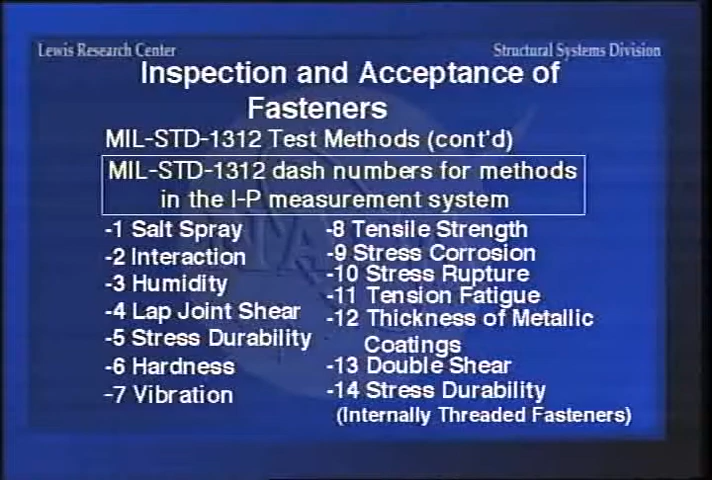 Lewis Research Center
Structural Systems Division
Inspection and Acceptance of
Fasteners
MIL-STD-1312 Test Methods (cont'd)
MIL-STD-1312 dash numbers for methods
in the I-P measurement system
-1 Salt Spray
-2 Interaction
-3 Humidity
-4 Lap Joint Shear
-5 Stress Durability
-6 Hardness
-7 Vibration
-8 Tensile Strength
-9 Stress Corrosion
-10 Stress Rupture
-11 Tension Fatigue
-12 Thickness of Metallic
Coatings
-13 Double Shear
-14 Stress Durability
(Internally Threaded Fasteners)